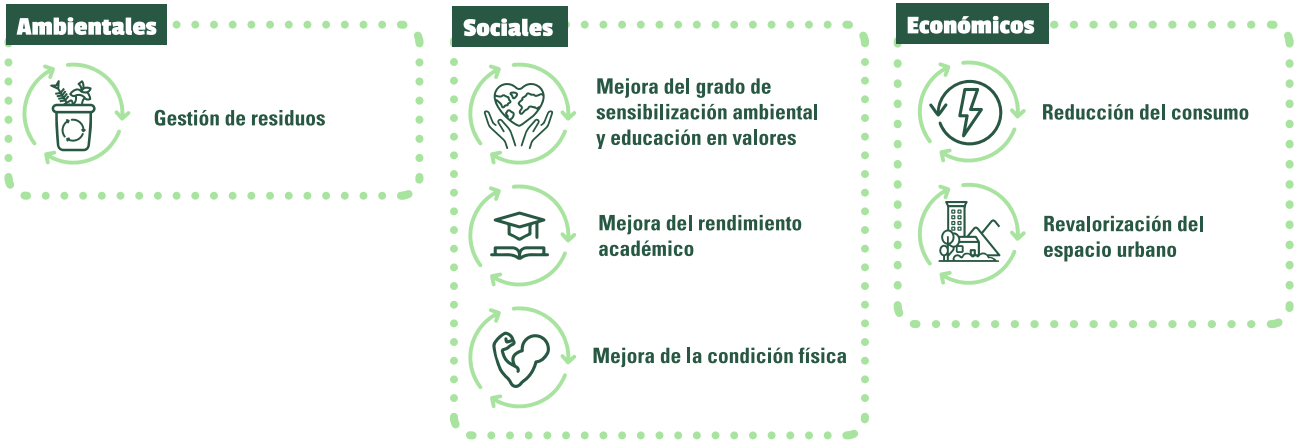 Ambientales
Gestión de residuos
Sociales
Mejora del grado de
sensibilización ambiental
y educación en valores
Mejora del rendimiento
académico
Mejora de la condición física
Económicos
Reducción del consumo
Revalorización del
espacio urbano